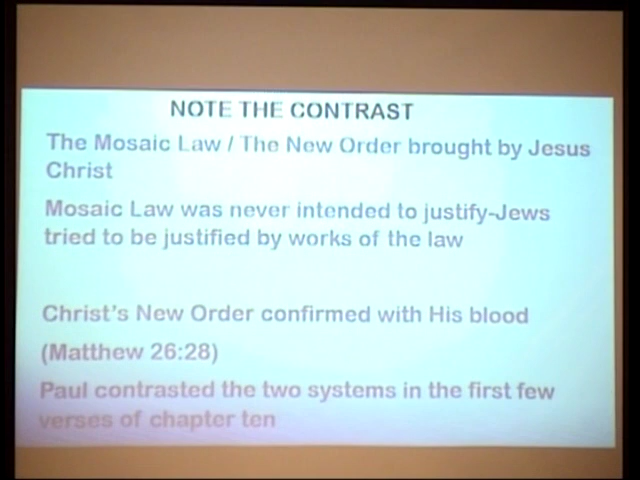 NOTE THE CONTRAST
The Mosaic Law / The New Order brought by Jesus
Christ
Mosaic Law was never intended to justify-Jews
tried to be justified by works of the law
Christ's New Order confirmed with His blood
(Matthew 26:28)
Paul contrasted the two systems in the first few
verses of chapter ten